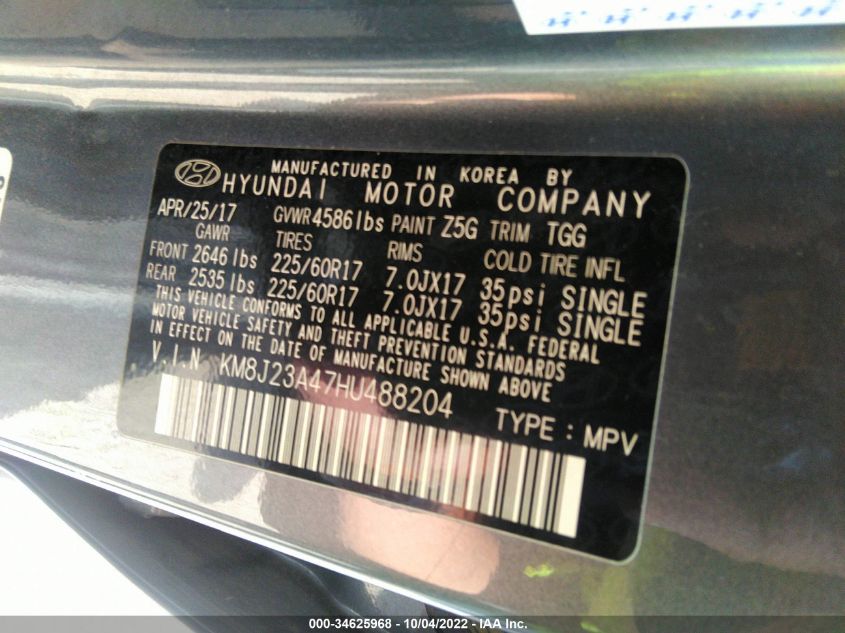 MANUFACTURED IN KOREA BY
HYUNDAI MOTOR COMPANY
APR/25/17 GVWR 4586 lbs PAINT Z5G TRIM TGG
GAWR TIRES RIMS COLD TIRE INFL
FRONT 2646 lbs 225/60R17 7.0JX17 35psi SINGLE
REAR 2535 lbs 225/60R17 7.0JX17 35psi SINGLE
THIS VEHICLE CONFORMS TO ALL APPLICABLE U.S.A. FEDERAL
MOTOR VEHICLE SAFETY AND THEFT PREVENTION STANDARDS
IN EFFECT ON THE DATE OF MANUFACTURE SHOWN ABOVE
V.I.N KM8J23A47HU488204
TYPE : MPV
000-34625968 - 10/04/2022 - IAA Inc.